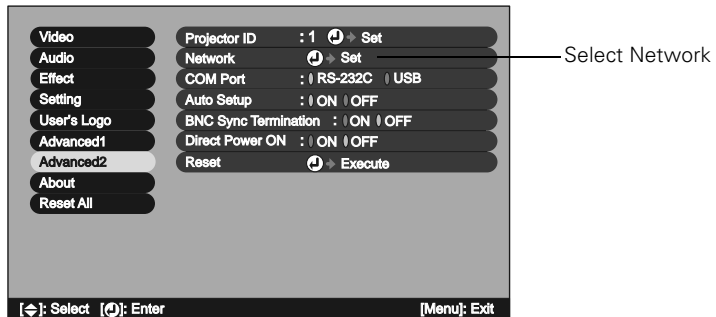 Video
Audio
Effect
Setting
User's Logo
Advanced1
Advanced2
About
Reset All
Projector ID : 1 Set
Network Set
COM Port : RS-232C USB
Auto Setup : ON OFF
BNC Sync Termination : ON OFF
Direct Power ON : ON OFF
Reset Execute
Select Network
[ ]: Select [ ]: Enter [Menu]: Exit